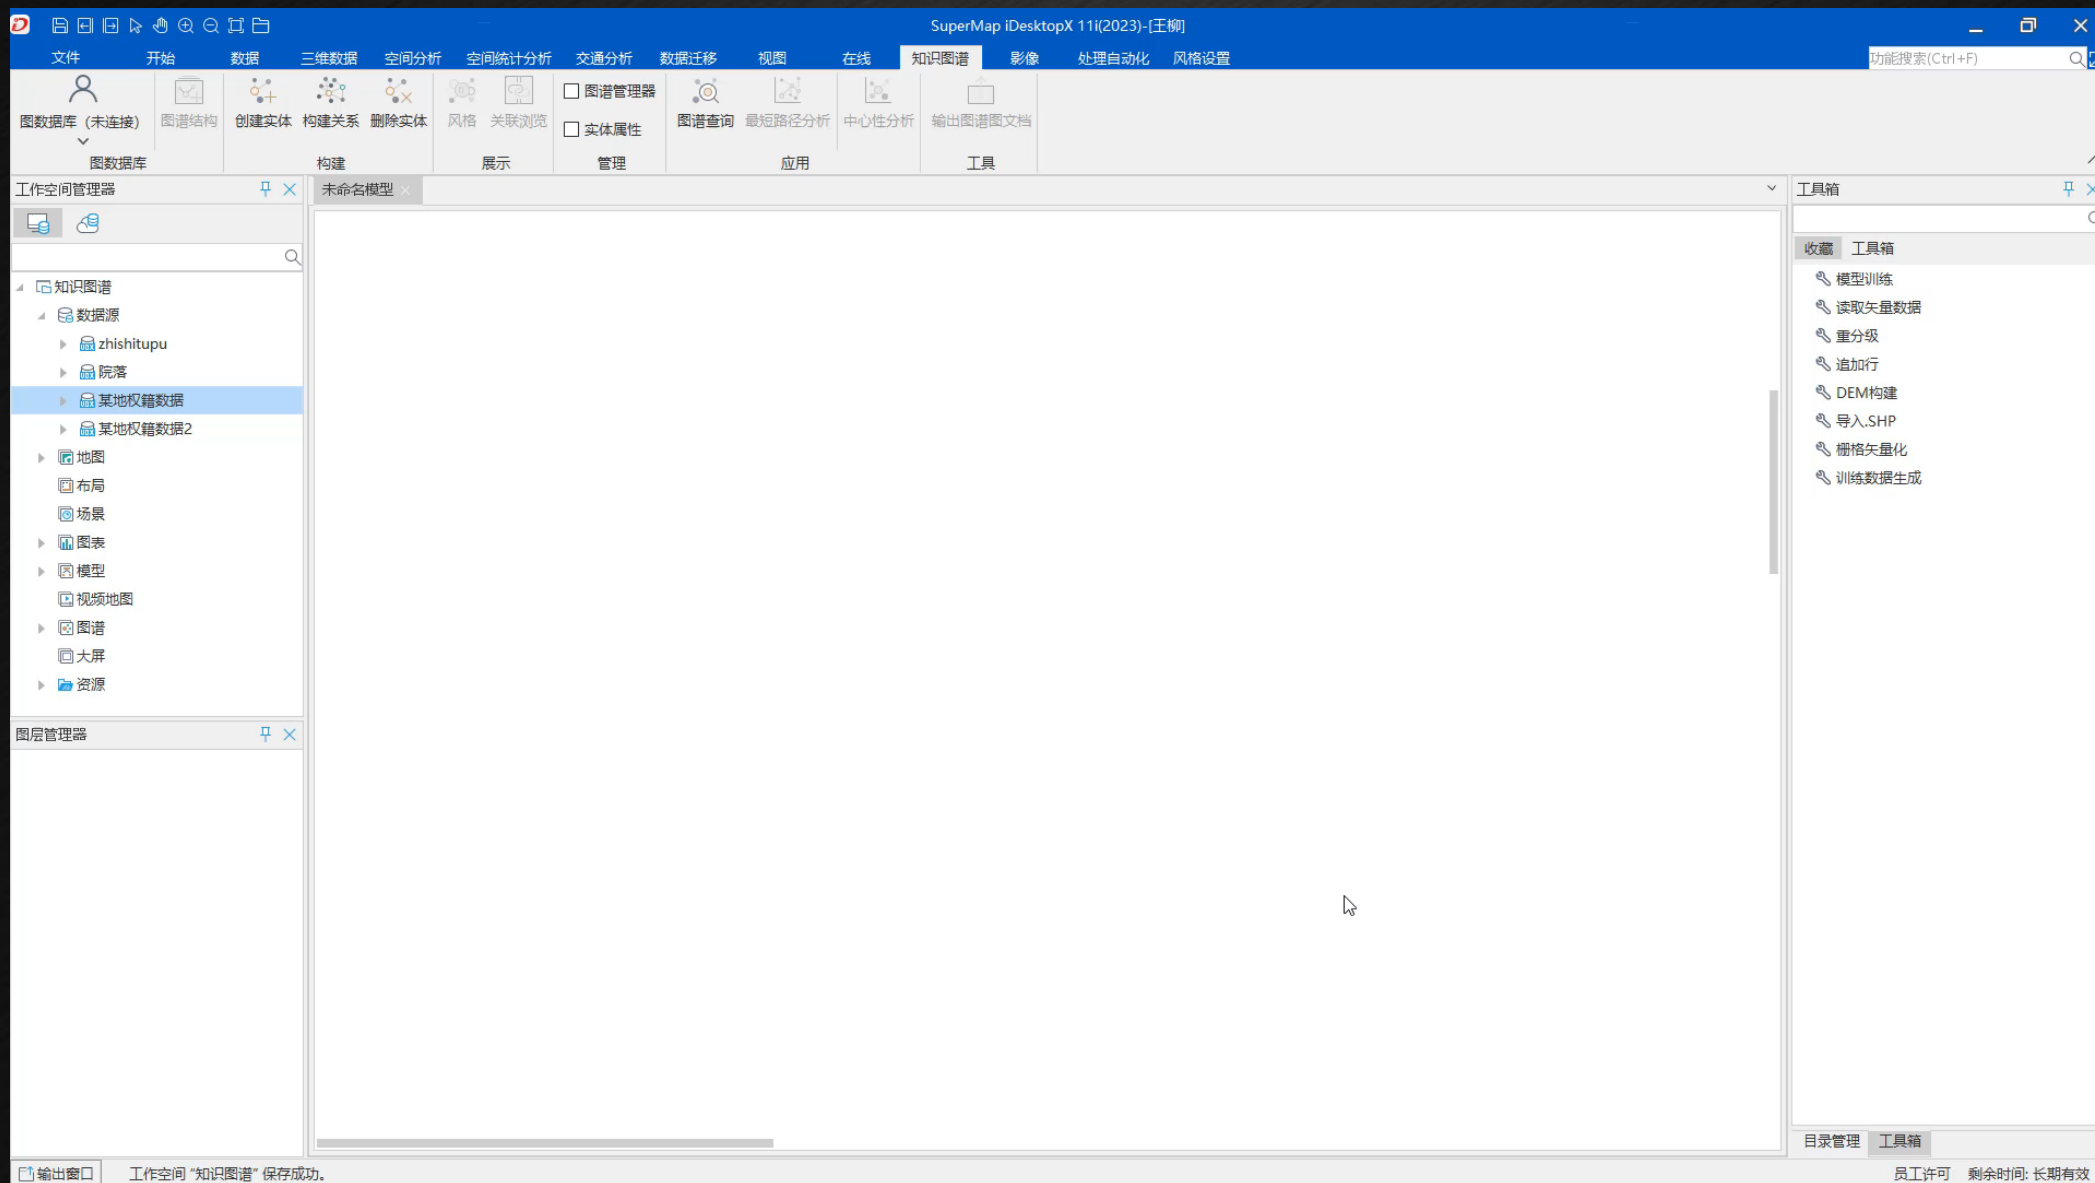 SuperMap iDesktopX 11i(2023)-[王柳]
文件 开始 数据 三维数据 空间分析 空间统计分析 交通分析 数据迁移 视图 在线 知识图谱 影像 处理自动化 风格设置 功能搜索(Ctrl+F)
图数据库（未连接） 图谱结构 创建实体 构建关系 删除实体 风格 关联浏览 图谱管理器 实体属性 图谱查询 最短路径分析 中心性分析 输出图谱图文档
图数据库 构建 展示 管理 应用 工具
工作空间管理器
未命名模型
工具箱
知识图谱
数据源
zhishitupu
院落
某地权籍数据
某地权籍数据2
地图
布局
场景
图表
模型
视频地图
图谱
大屏
资源
图层管理器
收藏 工具箱
模型训练
读取矢量数据
重分级
追加行
DEM构建
导入.SHP
栅格矢量化
训练数据生成
目录管理 工具箱
输出窗口 工作空间 “知识图谱” 保存成功。 员工许可 剩余时间: 长期有效